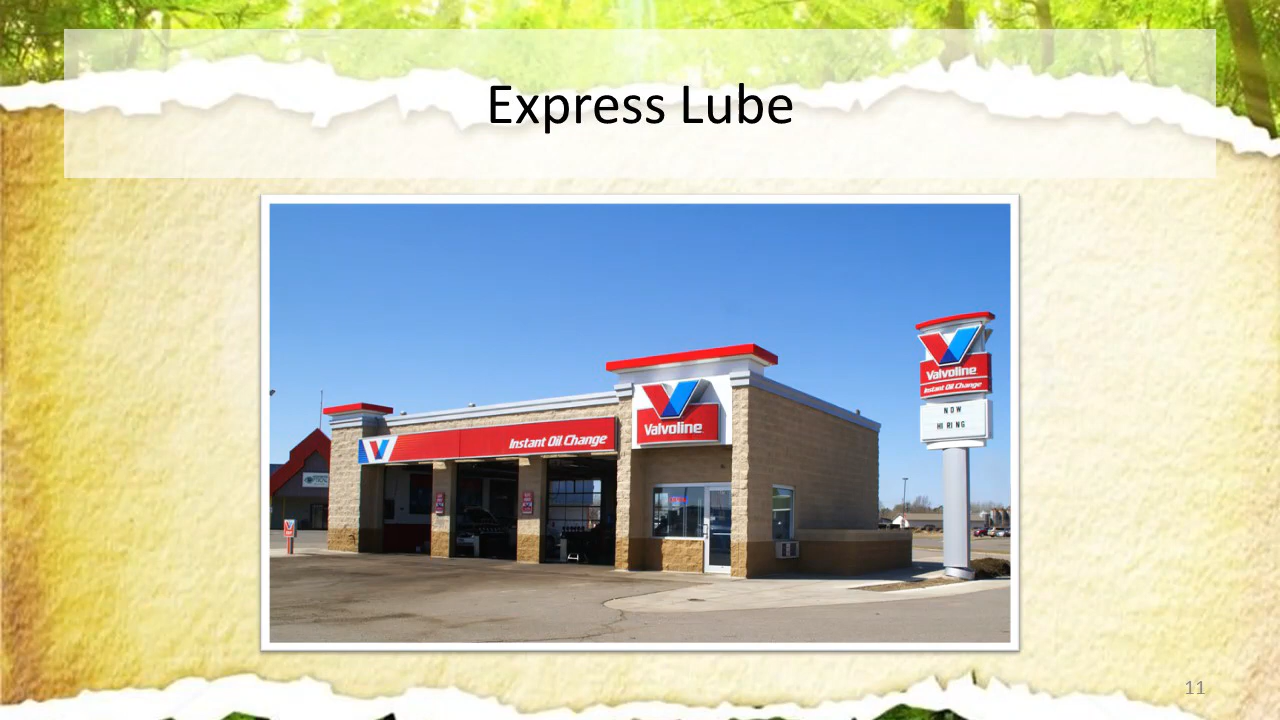 Express Lube
Instant Oil Change
Valvoline
Valvoline
Instant Oil Change
NOW
HIRING
11